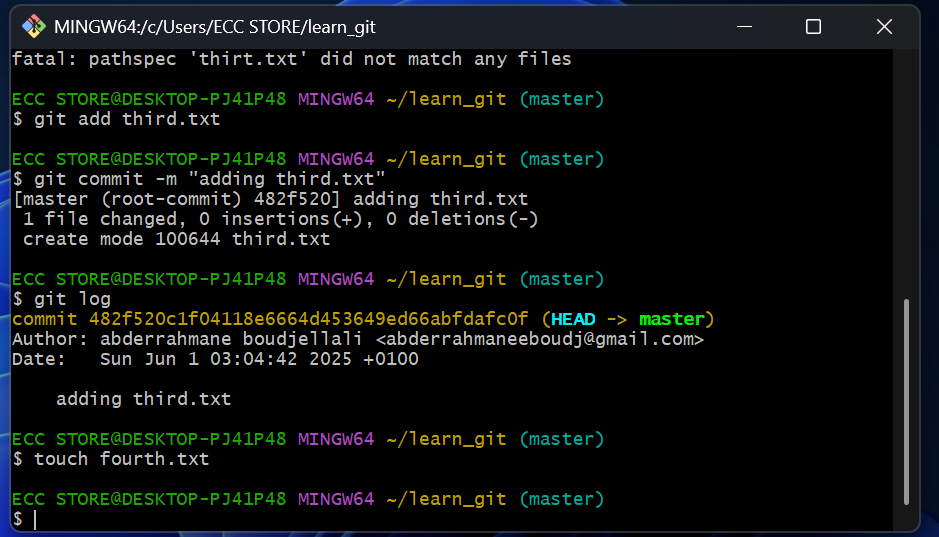 MINGW64:/c/Users/ECC STORE/learn_git
fatal: pathspec 'thirt.txt' did not match any files
ECC STORE@DESKTOP-PJ41P48 MINGW64 ~/learn_git (master)
$ git add third.txt
ECC STORE@DESKTOP-PJ41P48 MINGW64 ~/learn_git (master)
$ git commit -m "adding third.txt"
[master (root-commit) 482f520] adding third.txt
 1 file changed, 0 insertions(+), 0 deletions(-)
 create mode 100644 third.txt
ECC STORE@DESKTOP-PJ41P48 MINGW64 ~/learn_git (master)
$ git log
commit 482f520c1f04118e6664d453649ed66abfdafc0f (HEAD -> master)
Author: abderrahmane boudjellali <abderrahmaneeboudj@gmail.com>
Date:   Sun Jun 1 03:04:42 2025 +0100
    adding third.txt
ECC STORE@DESKTOP-PJ41P48 MINGW64 ~/learn_git (master)
$ touch fourth.txt
ECC STORE@DESKTOP-PJ41P48 MINGW64 ~/learn_git (master)
$